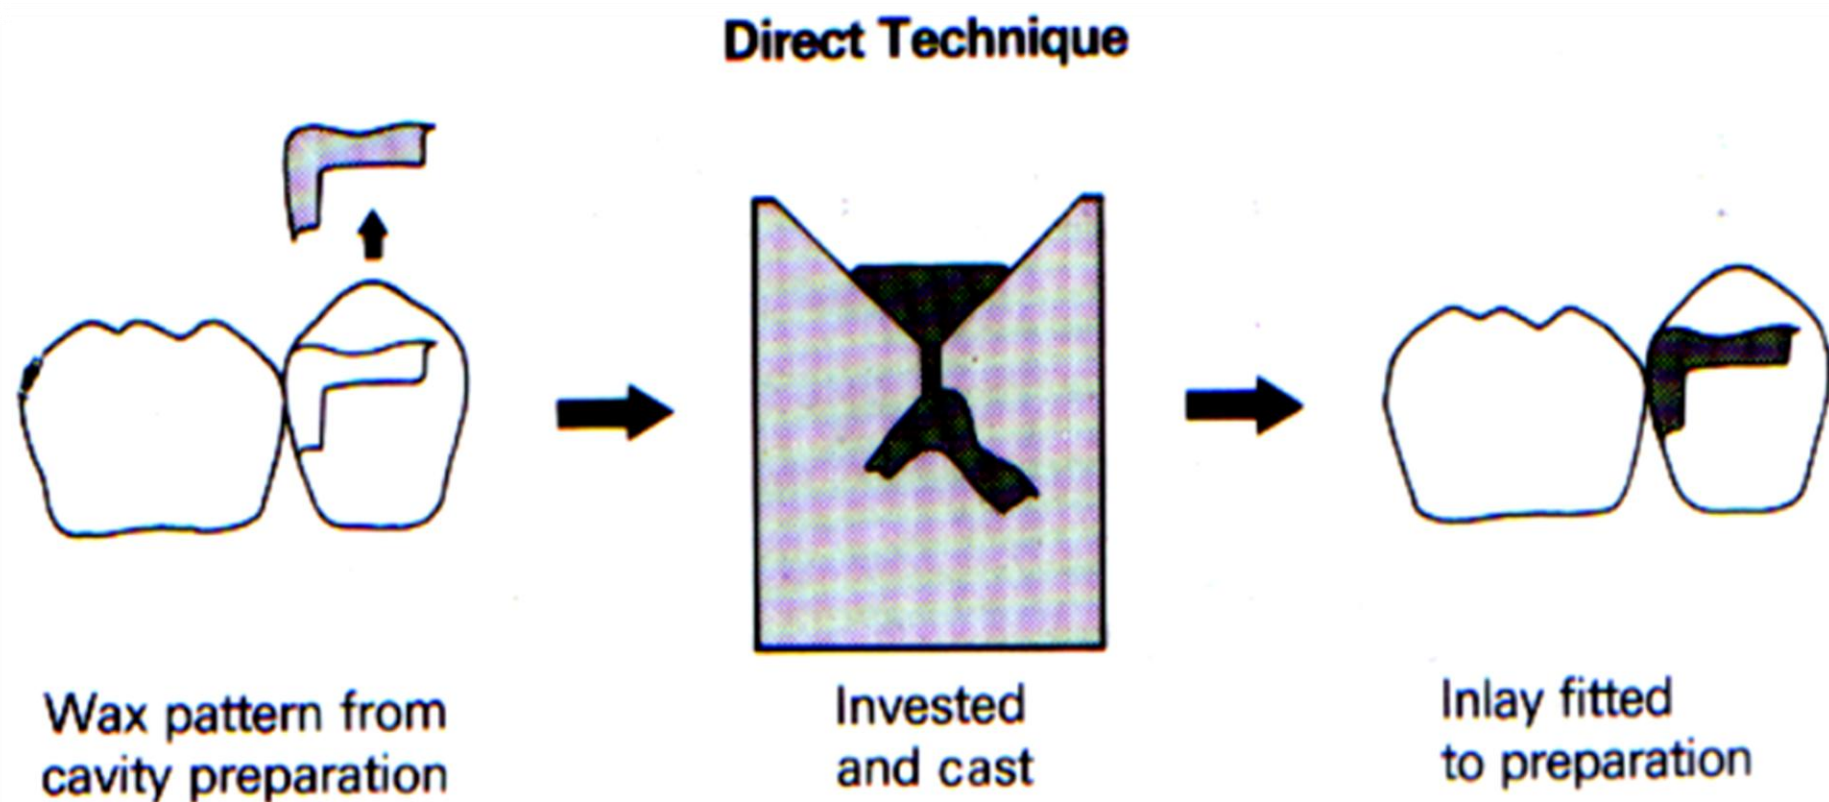 Direct Technique
Wax pattern from
cavity preparation
Invested
and cast
Inlay fitted
to preparation